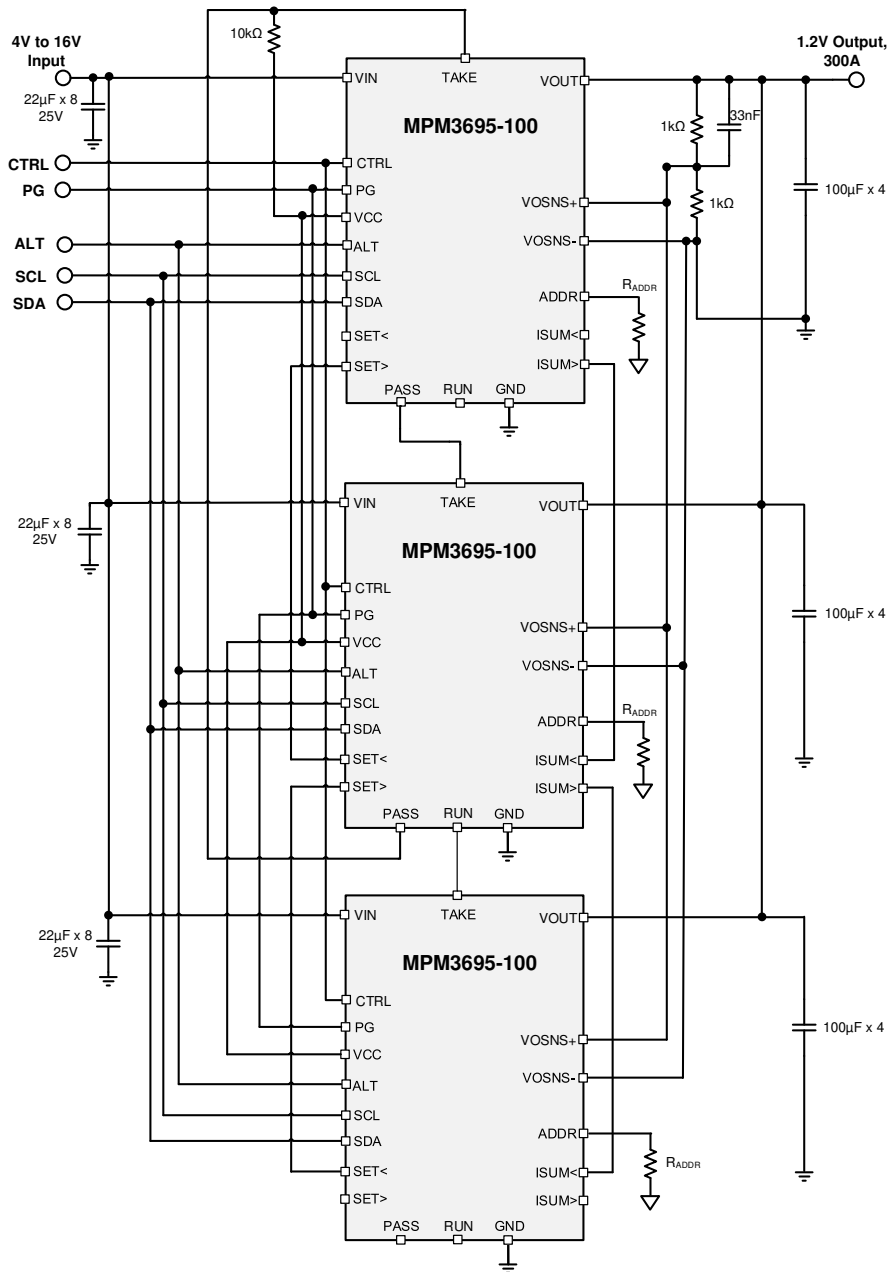 4V to 16V
Input
10kΩ
1.2V Output,
300A
22µF x 8
25V
VIN
TAKE
VOUT
MPM3695-100
33nF
1kΩ
CTRL
CTRL
PG
PG
VCC
VOSNS+
1kΩ
100µF x 4
ALT
ALT
VOSNS-
SCL
SCL
SDA
SDA
ADDR
RADDR
SET<
ISUM<
SET>
ISUM>
PASS
RUN
GND
22µF x 8
25V
VIN
TAKE
VOUT
MPM3695-100
CTRL
PG
VOSNS+
100µF x 4
VCC
VOSNS-
ALT
SCL
ADDR
RADDR
SDA
SET<
ISUM<
SET>
ISUM>
PASS
RUN
GND
22µF x 8
25V
VIN
TAKE
VOUT
MPM3695-100
CTRL
PG
VOSNS+
100µF x 4
VCC
VOSNS-
ALT
SCL
ADDR
SDA
RADDR
SET<
ISUM<
SET>
ISUM>
PASS
RUN
GND